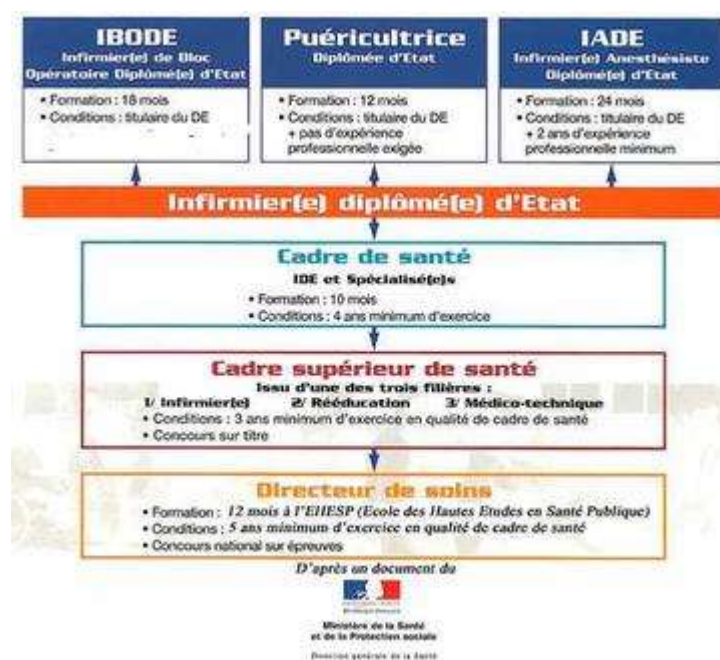 IBODE
Infirmier(e) de Bloc
Opératoire Diplômé(e) d'Etat
• Formation : 18 mois
• Conditions : titulaire du DE
Puéricultrice
Diplômée d'Etat
• Formation : 12 mois
• Conditions : titulaire du DE
+ pas d'expérience
professionnelle exigée
IADE
Infirmier(e) Anesthésiste
Diplômé(e) d'Etat
• Formation : 24 mois
• Conditions : titulaire du DE
+ 2 ans d'expérience
professionnelle minimum
Infirmier(e) diplômé(e) d'Etat
Cadre de santé
IDE et Spécialisé(e)s
• Formation : 10 mois
• Conditions : 4 ans minimum d'exercice
Cadre supérieur de santé
Issu d'une des trois filières :
1/ Infirmier(e) 2/ Rééducation 3/ Médico-technique
• Conditions : 3 ans minimum d'exercice en qualité de cadre de santé
• Concours sur titre
Directeur de soins
• Formation : 12 mois à l'EHESP (Ecole des Hautes Etudes en Santé Publique)
• Conditions : 5 ans minimum d'exercice en qualité de cadre de santé
• Concours national sur épreuves
D'après un document du
Ministère de la Santé
et de la Protection sociale
Direction générale de la Santé